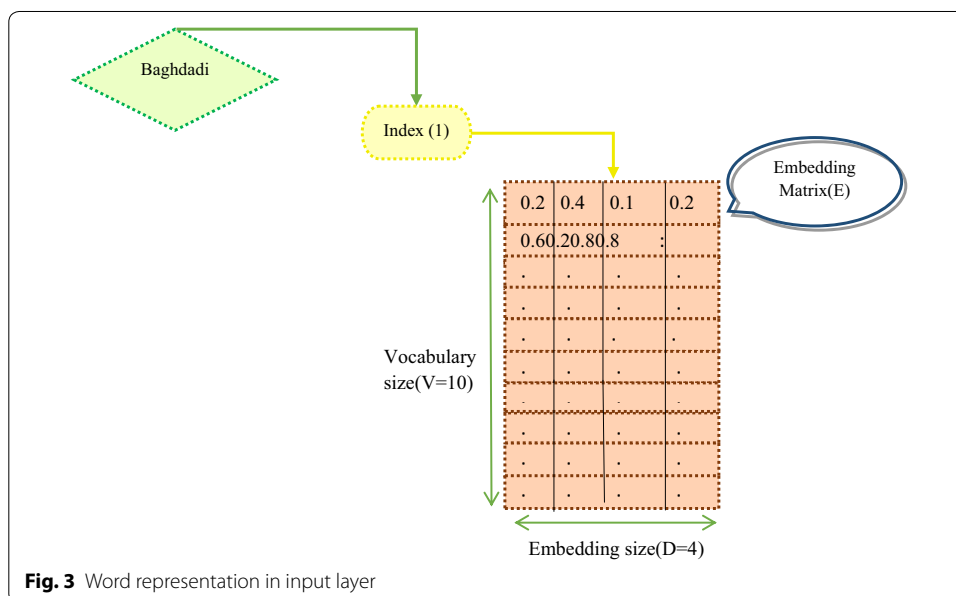 Baghdadi
Index (1)
Embedding
Matrix(E)
0.2 0.4 0.1 0.2
0.60.20.80.8 :
. . . .
. . . .
. . . .
. . . .
. . . .
. . . .
. . . .
. . . .
Vocabulary
size(V=10)
Embedding size(D=4)
Fig. 3 Word representation in input layer